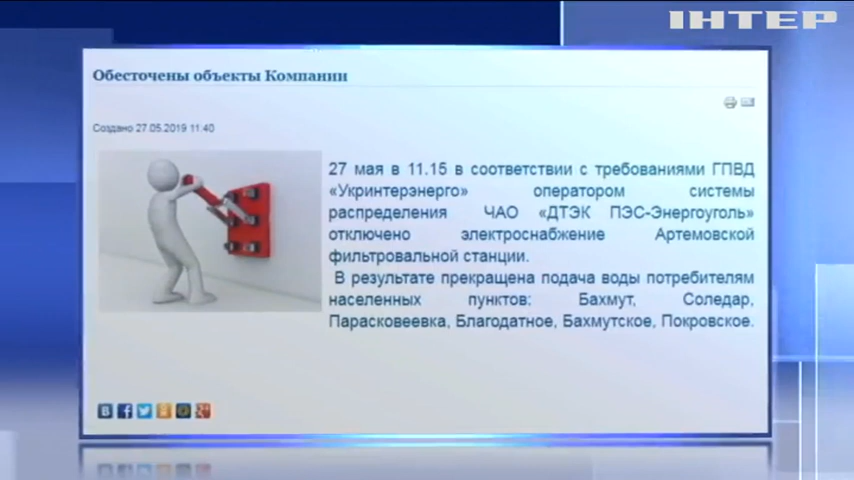 ІНТЕР
Обесточены объекты Компании
Создано 27.05.2019 11:40
27 мая в 11.15 в соответствии с требованиями ГПВД
«Укринтерэнерго» оператором системы
распределения ЧАО «ДТЭК ПЭС-Энергоуголь»
отключено электроснабжение Артемовской
фильтровальной станции.
В результате прекращена подача воды потребителям
населенных пунктов: Бахмут, Соледар,
Парасковеевка, Благодатное, Бахмутское, Покровское.